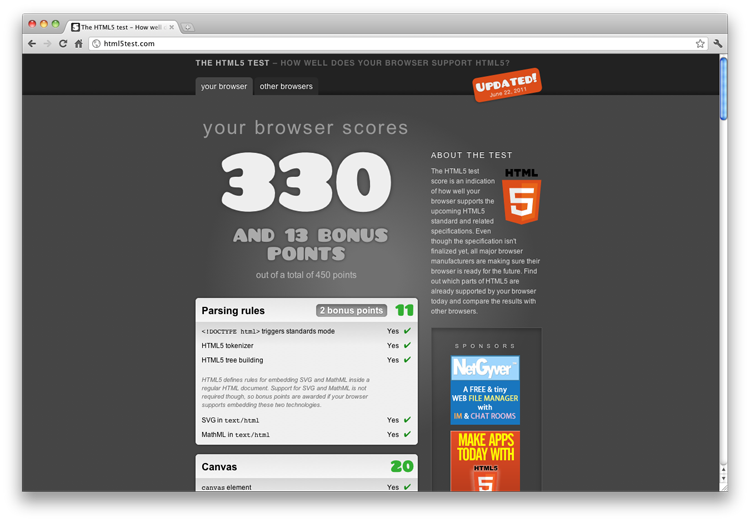 The HTML5 test – How well d
html5test.com
THE HTML5 TEST – HOW WELL DOES YOUR BROWSER SUPPORT HTML5?
your browser
other browsers
UPDATED!
June 23, 2011
your browser scores
330
AND 13 BONUS
POINTS
out of a total of 450 points
Parsing rules 2 bonus points 11
<!DOCTYPE html> triggers standards mode Yes ✔
HTML5 tokenizer Yes ✔
HTML5 tree building Yes ✔
HTML5 defines rules for embedding SVG and MathML inside a
regular HTML document. Support for SVG and MathML is not
required though, so bonus points are awarded if your browser
supports embedding these two technologies.
SVG in text/html Yes ✔
MathML in text/html Yes ✔
Canvas 20
canvas element Yes ✔
ABOUT THE TEST
The HTML5 test
score is an indication
of how well your
browser supports the
upcoming HTML5
standard and related
specifications. Even
though the specification isn't
finalized yet, all major browser
manufacturers are making sure their
browser is ready for the future. Find
out which parts of HTML5 are
already supported by your browser
today and compare the results with
other browsers.
HTML
5
SPONSORS
NetGyver™
A FREE & tiny
WEB FILE MANAGER
with
IM & CHAT ROOMS
MAKE APPS
TODAY WITH
HTML5